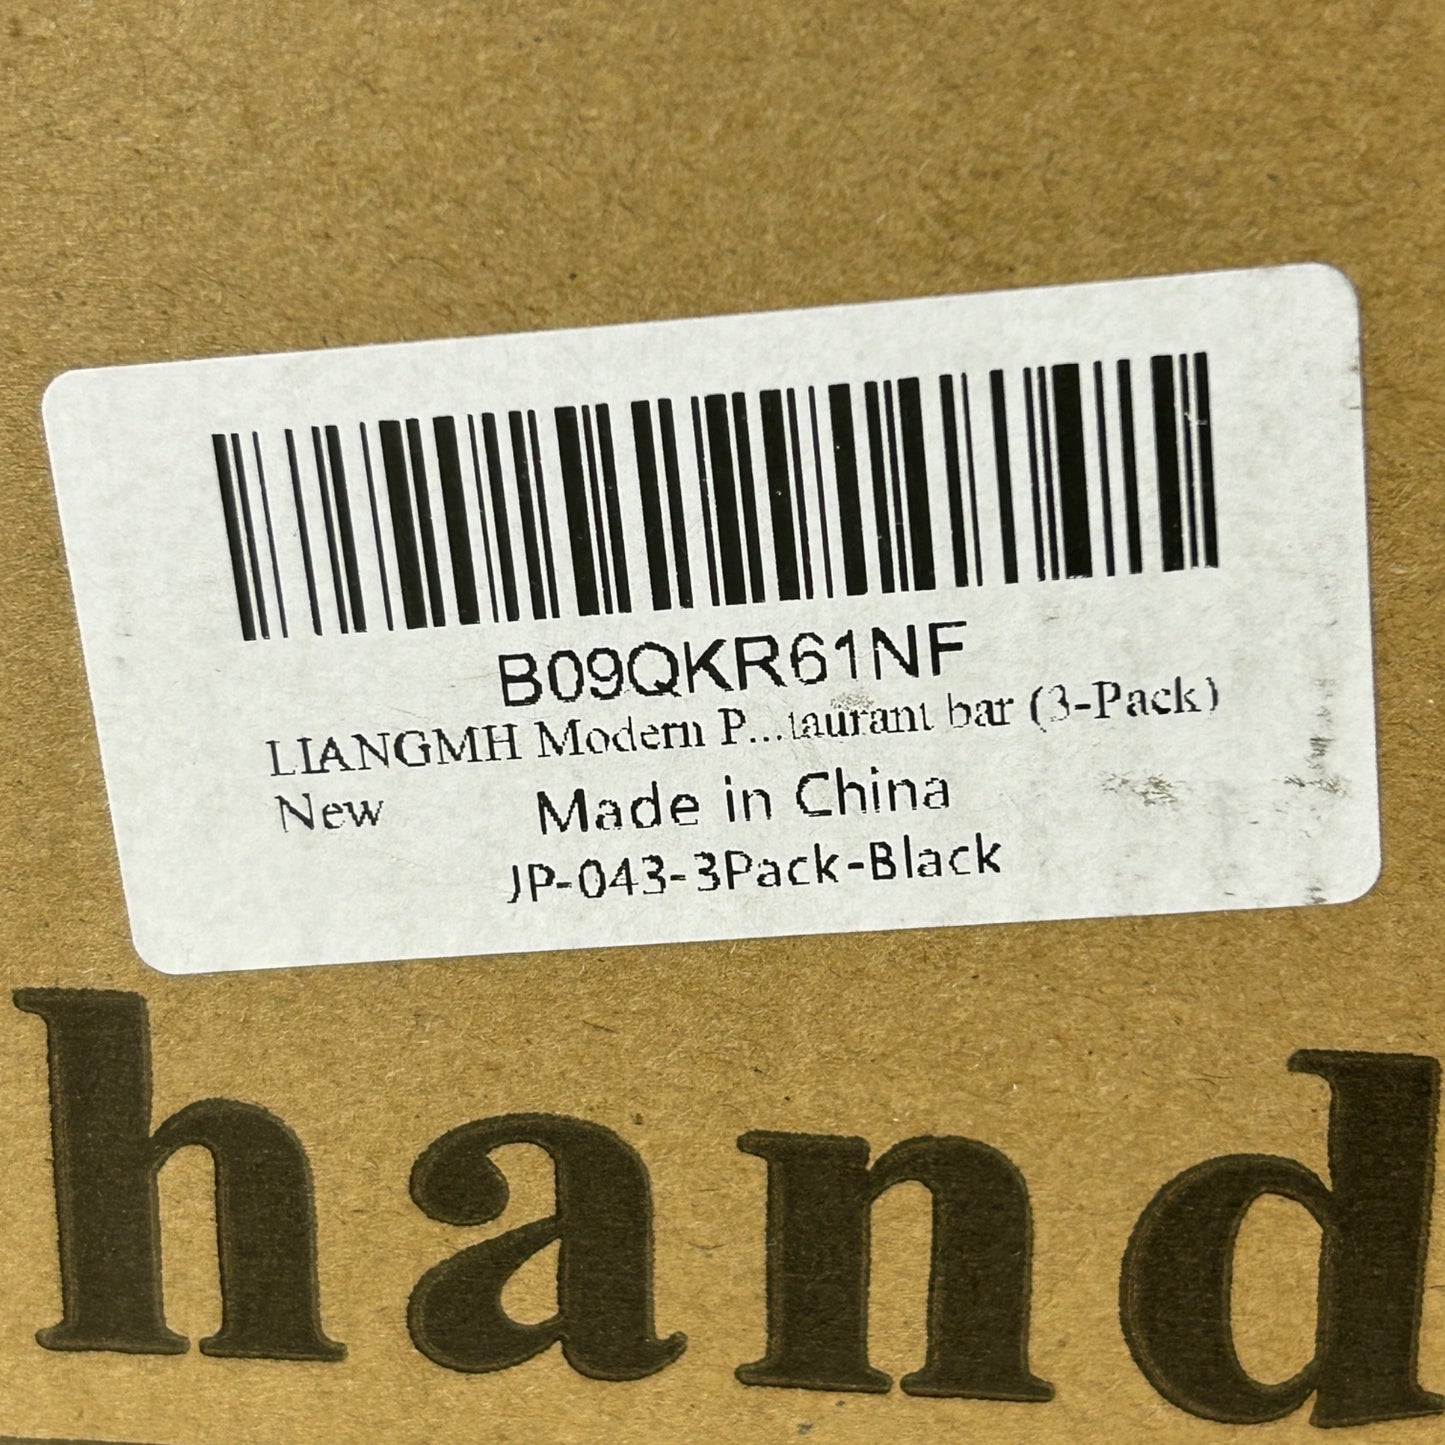 B09QKR61NF
LIANGMH Modern P...taurant bar (3-Pack)
New Made in China
JP-043-3Pack-Black
hand